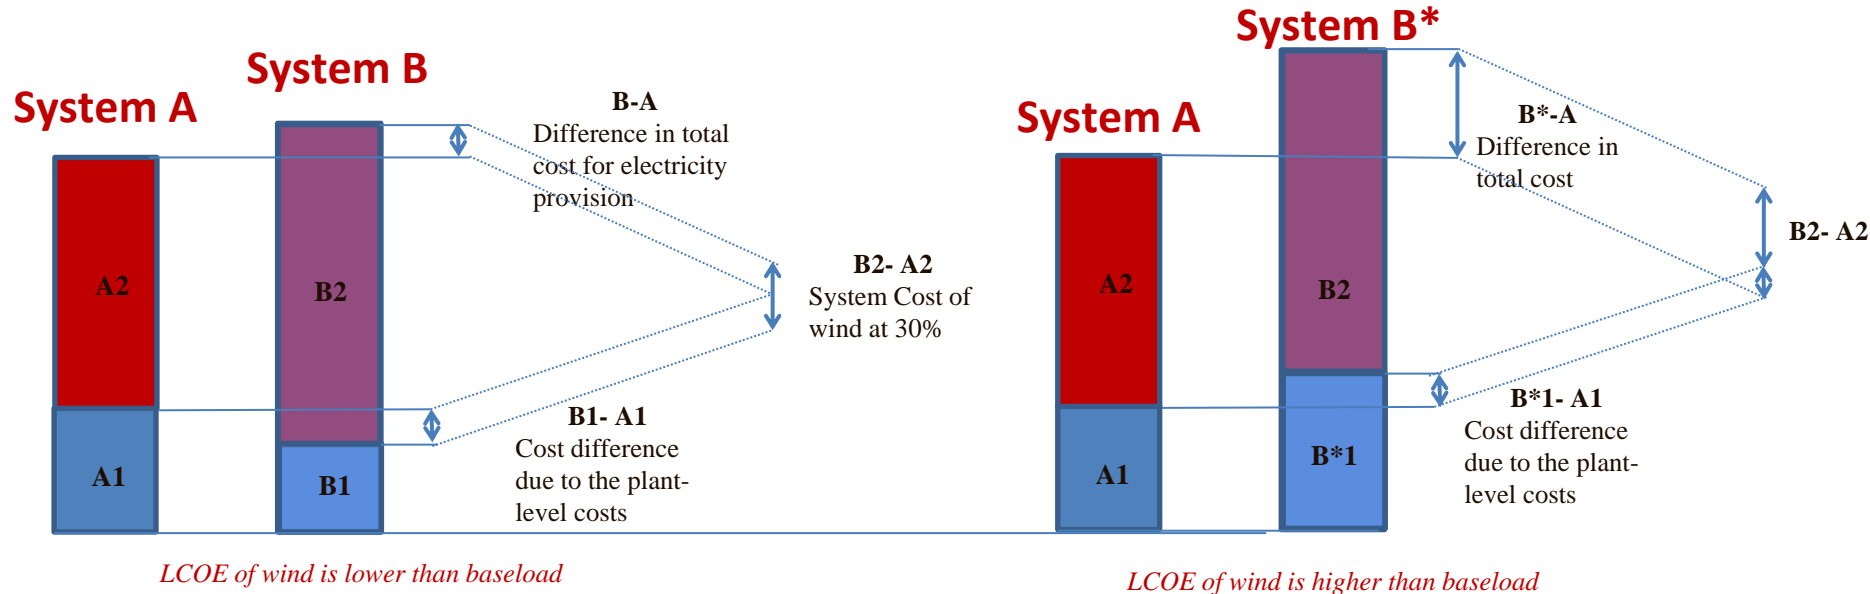 System A
System B
B-A
Difference in total
cost for electricity
provision
A2
B2
B2- A2
System Cost of
wind at 30%
B1- A1
Cost difference
due to the plant-
level costs
A1
B1
LCOE of wind is lower than baseload
System A
System B*
B*-A
Difference in
total cost
B2- A2
A2
B2
B*1- A1
Cost difference
due to the plant-
level costs
A1
B*1
LCOE of wind is higher than baseload